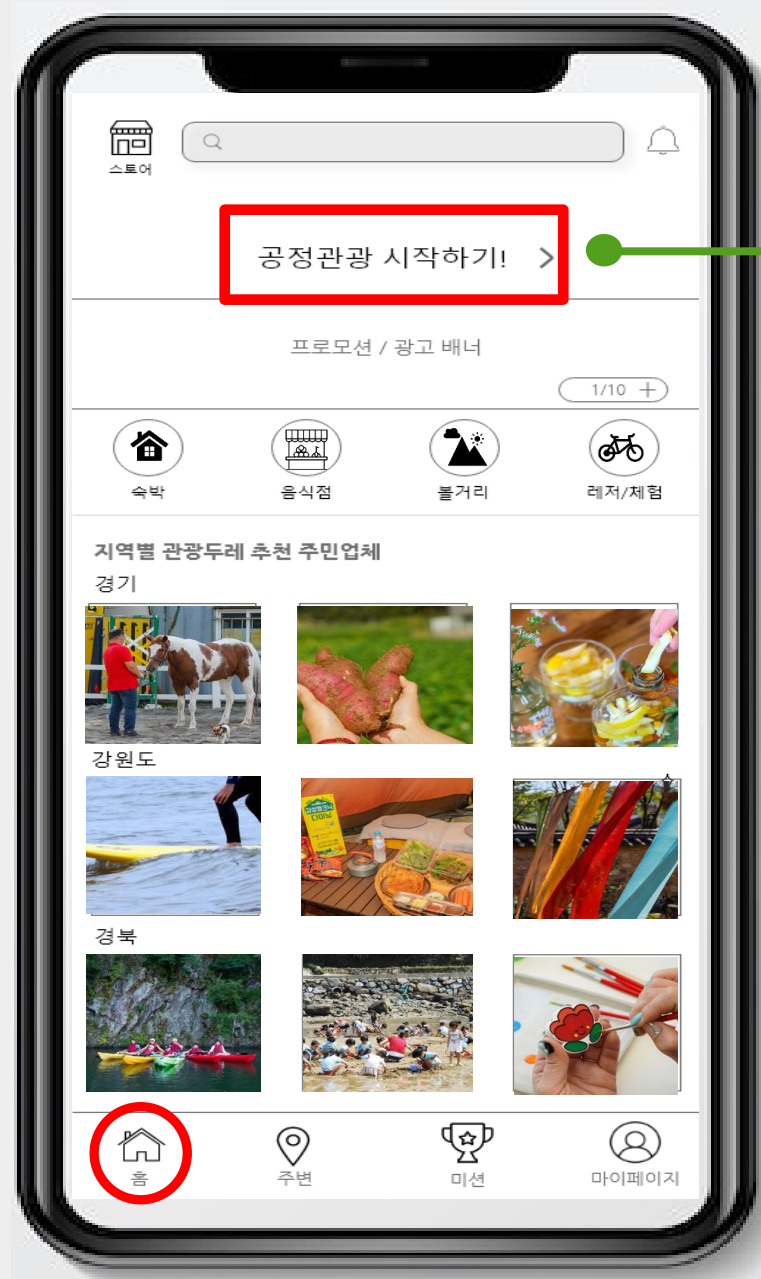 스토어
공정관광 시작하기! >
프로모션 / 광고 배너
1/10 +
숙박 음식점 볼거리 레저/체험
지역별 관광두레 추천 주민업체
경기
강원도
경북
홈 주변 미션 마이페이지